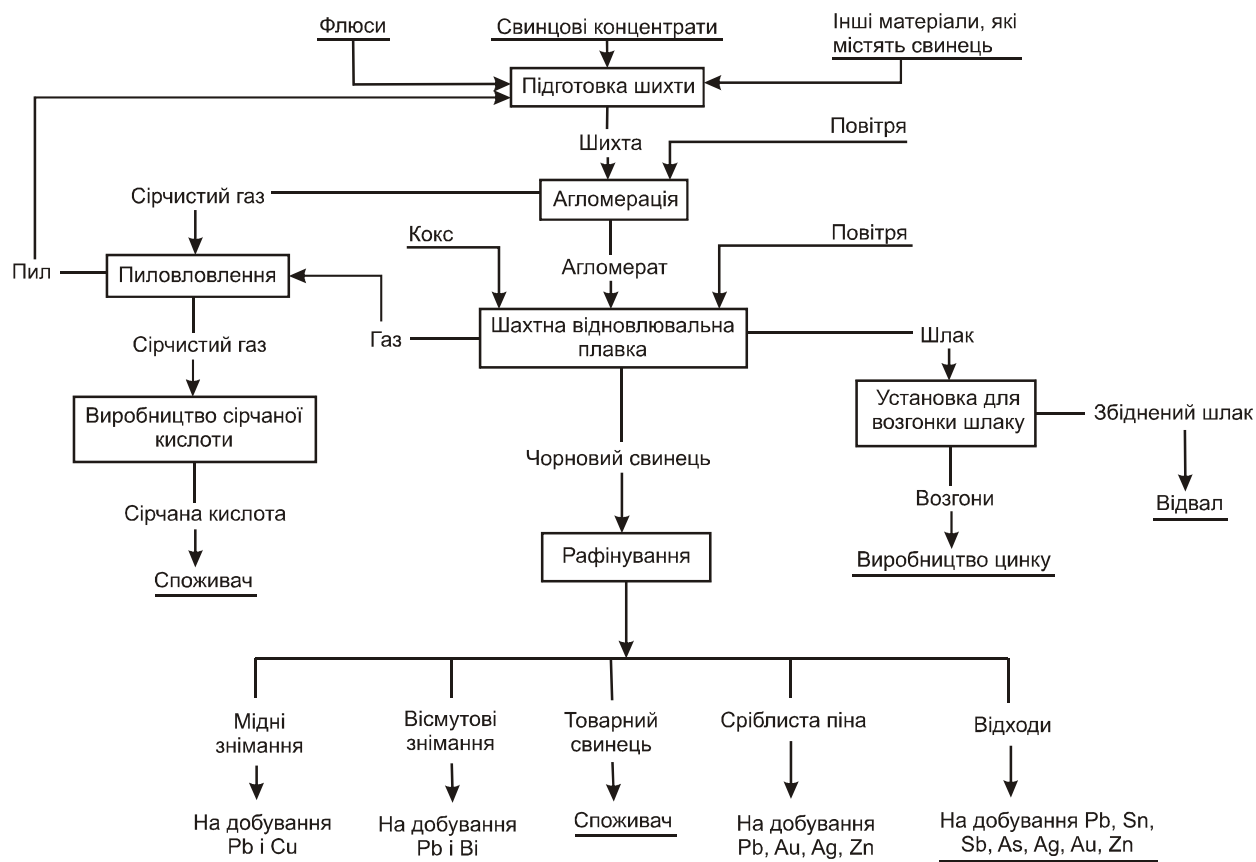 Флюси
Свинцові концентрати
Інші матеріали, які
містять свинець
Підготовка шихти
Шихта
Повітря
Сірчистий газ
Агломерація
Кокс
Повітря
Агломерат
Пил
Пиловловлення
Сірчистий газ
Газ
Шахтна відновлювальна
плавка
Шлак
Виробництво сірчаної
кислоти
Установка для
возгонки шлаку
Збіднений шлак
Чорновий свинець
Сірчана кислота
Возгони
Відвал
Споживач
Рафінування
Виробництво цинку
Мідні
знімання
Вісмутові
знімання
Товарний
свинець
Сріблиста піна
Відходи
На добування
Pb і Cu
На добування
Pb і Bi
Споживач
На добування
Pb, Au, Ag, Zn
На добування Pb, Sn,
Sb, As, Ag, Au, Zn